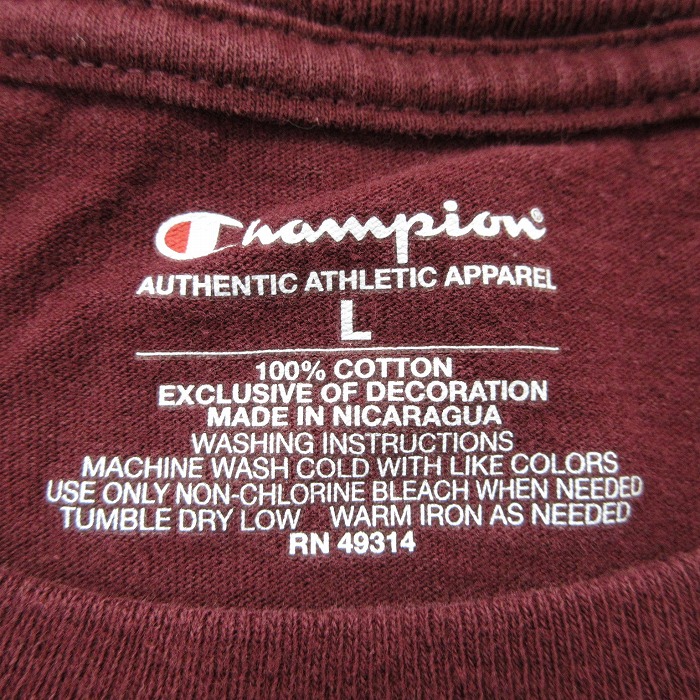 Champion®
AUTHENTIC ATHLETIC APPAREL
L
100% COTTON
EXCLUSIVE OF DECORATION
MADE IN NICARAGUA
WASHING INSTRUCTIONS
MACHINE WASH COLD WITH LIKE COLORS
USE ONLY NON-CHLORINE BLEACH WHEN NEEDED
TUMBLE DRY LOW WARM IRON AS NEEDED
RN 49314